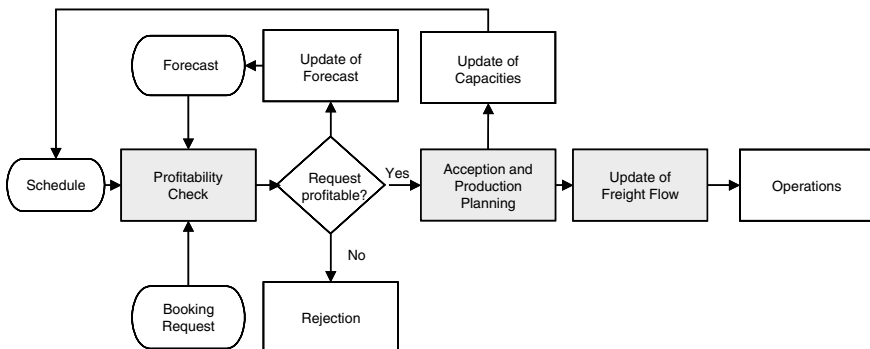 Forecast
Update of
Forecast
Update of
Capacities
Schedule
Profitability
Check
Request
profitable?
Yes
Acception and
Production
Planning
Update of
Freight Flow
Operations
No
Booking
Request
Rejection